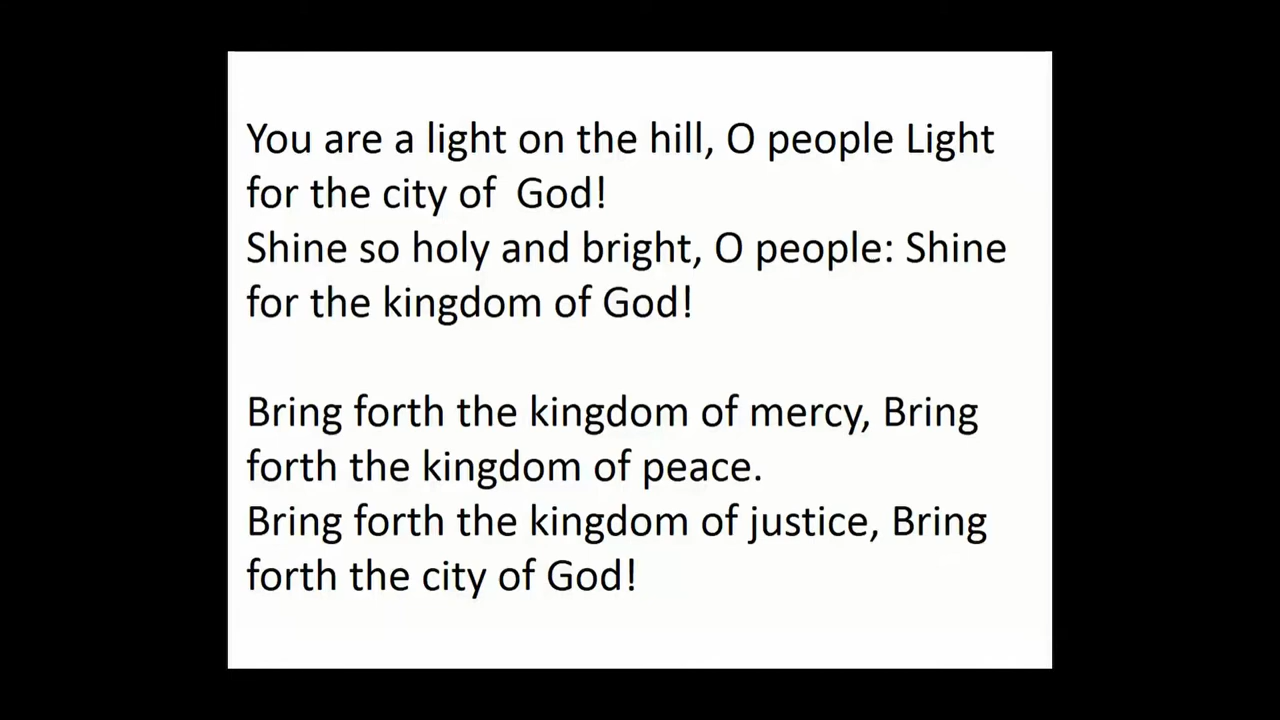 You are a light on the hill, O people Light
for the city of  God!
Shine so holy and bright, O people: Shine
for the kingdom of God!
Bring forth the kingdom of mercy, Bring
forth the kingdom of peace.
Bring forth the kingdom of justice, Bring
forth the city of God!